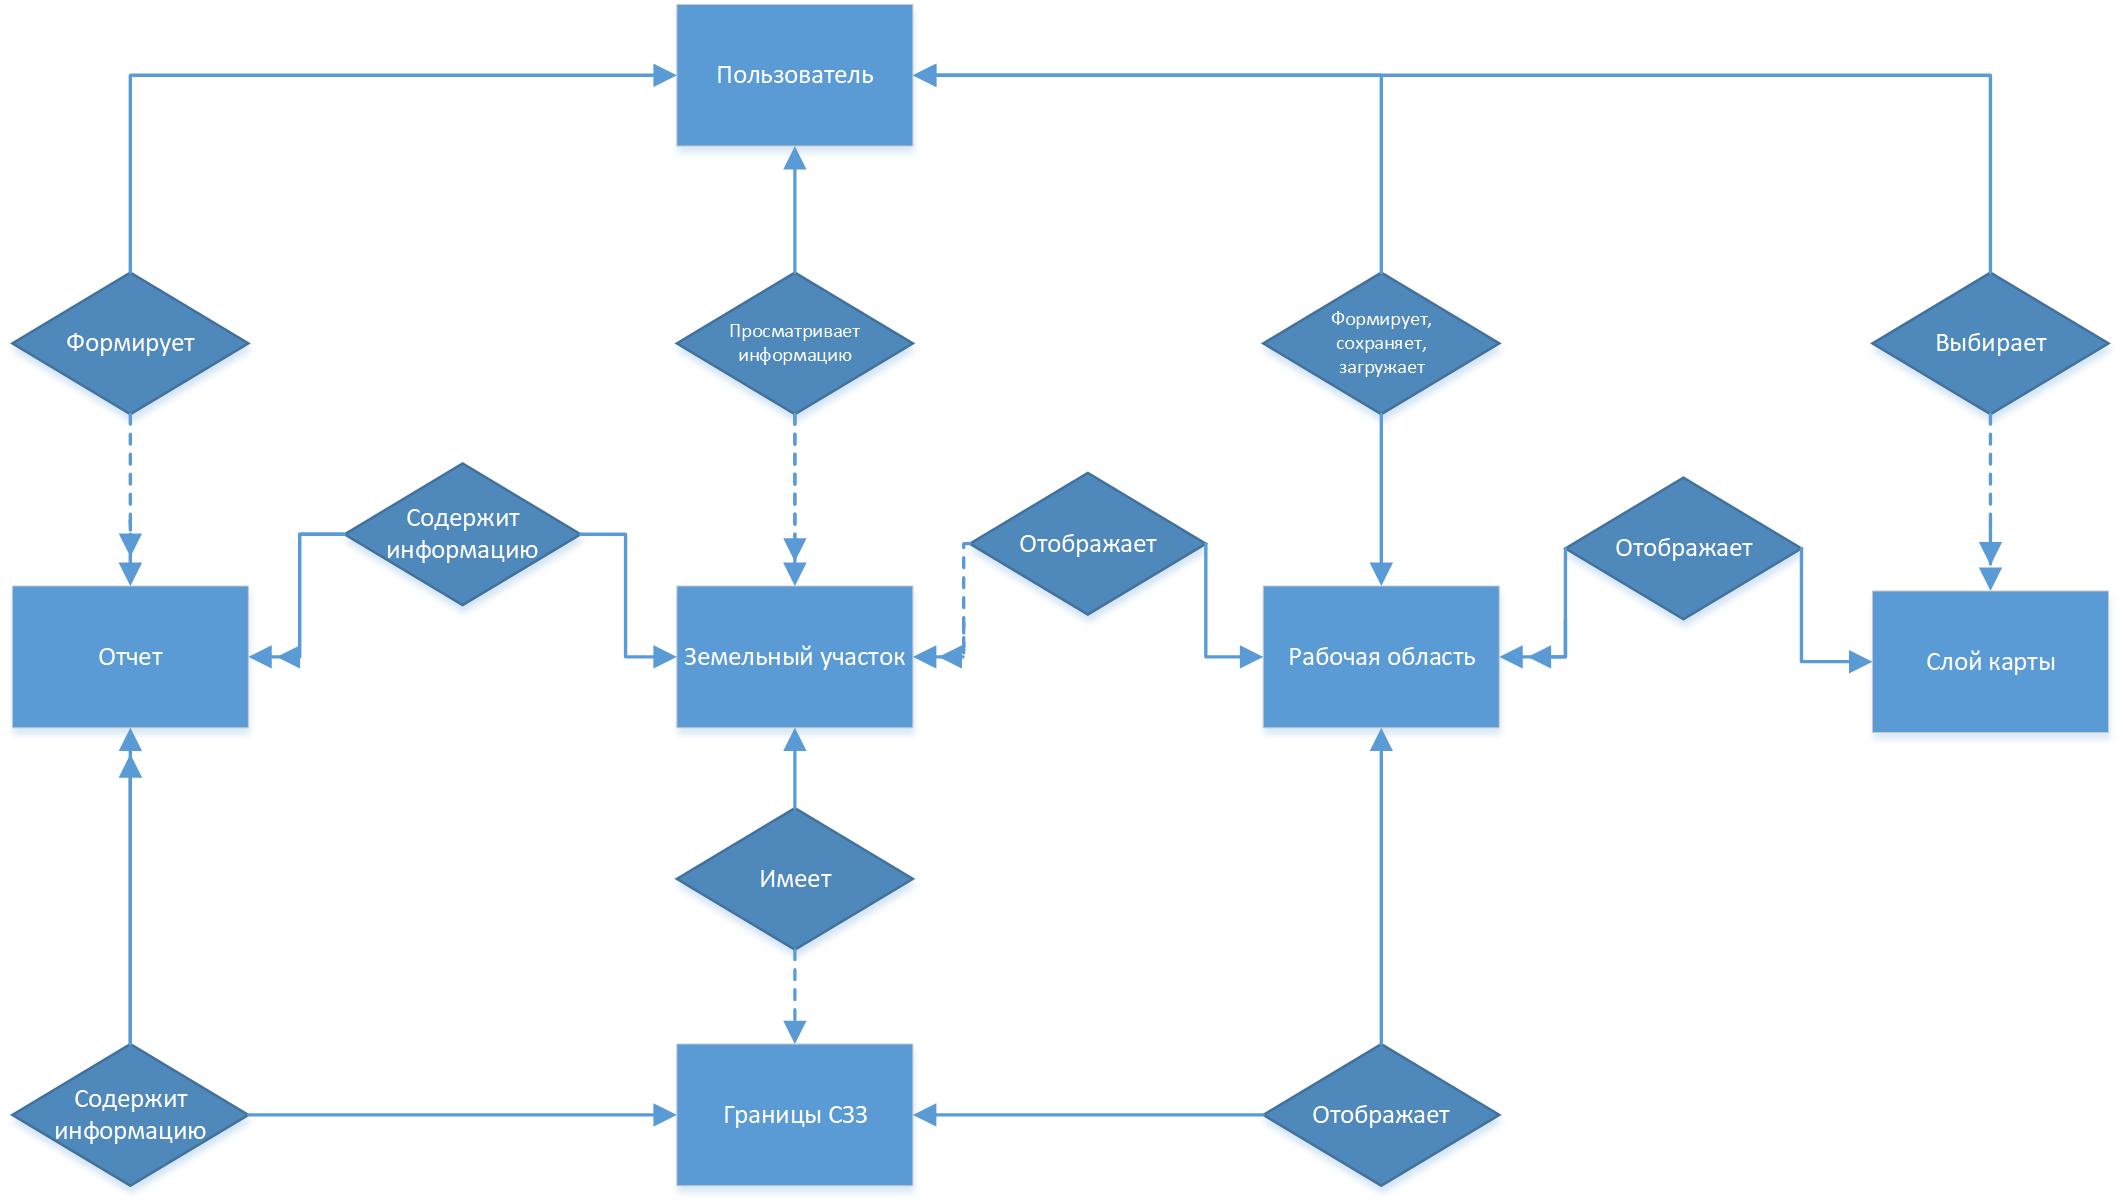 Пользователь
Формирует
Просматривает
информацию
Формирует,
сохраняет,
загружает
Выбирает
Содержит
информацию
Отображает
Отображает
Отчет
Земельный участок
Рабочая область
Слой карты
Имеет
Содержит
информацию
Границы СЗЗ
Отображает